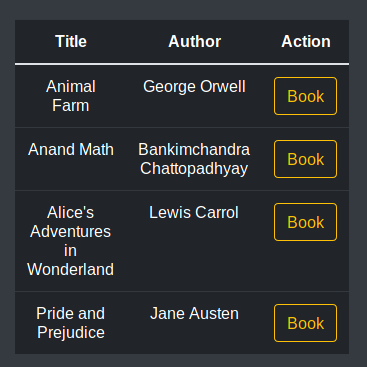 Title Author Action
Animal George Orwell Book
Farm
Anand Math Bankimchandra Book
Chattopadhyay
Alice's Lewis Carrol Book
Adventures
in
Wonderland
Pride and Jane Austen Book
Prejudice